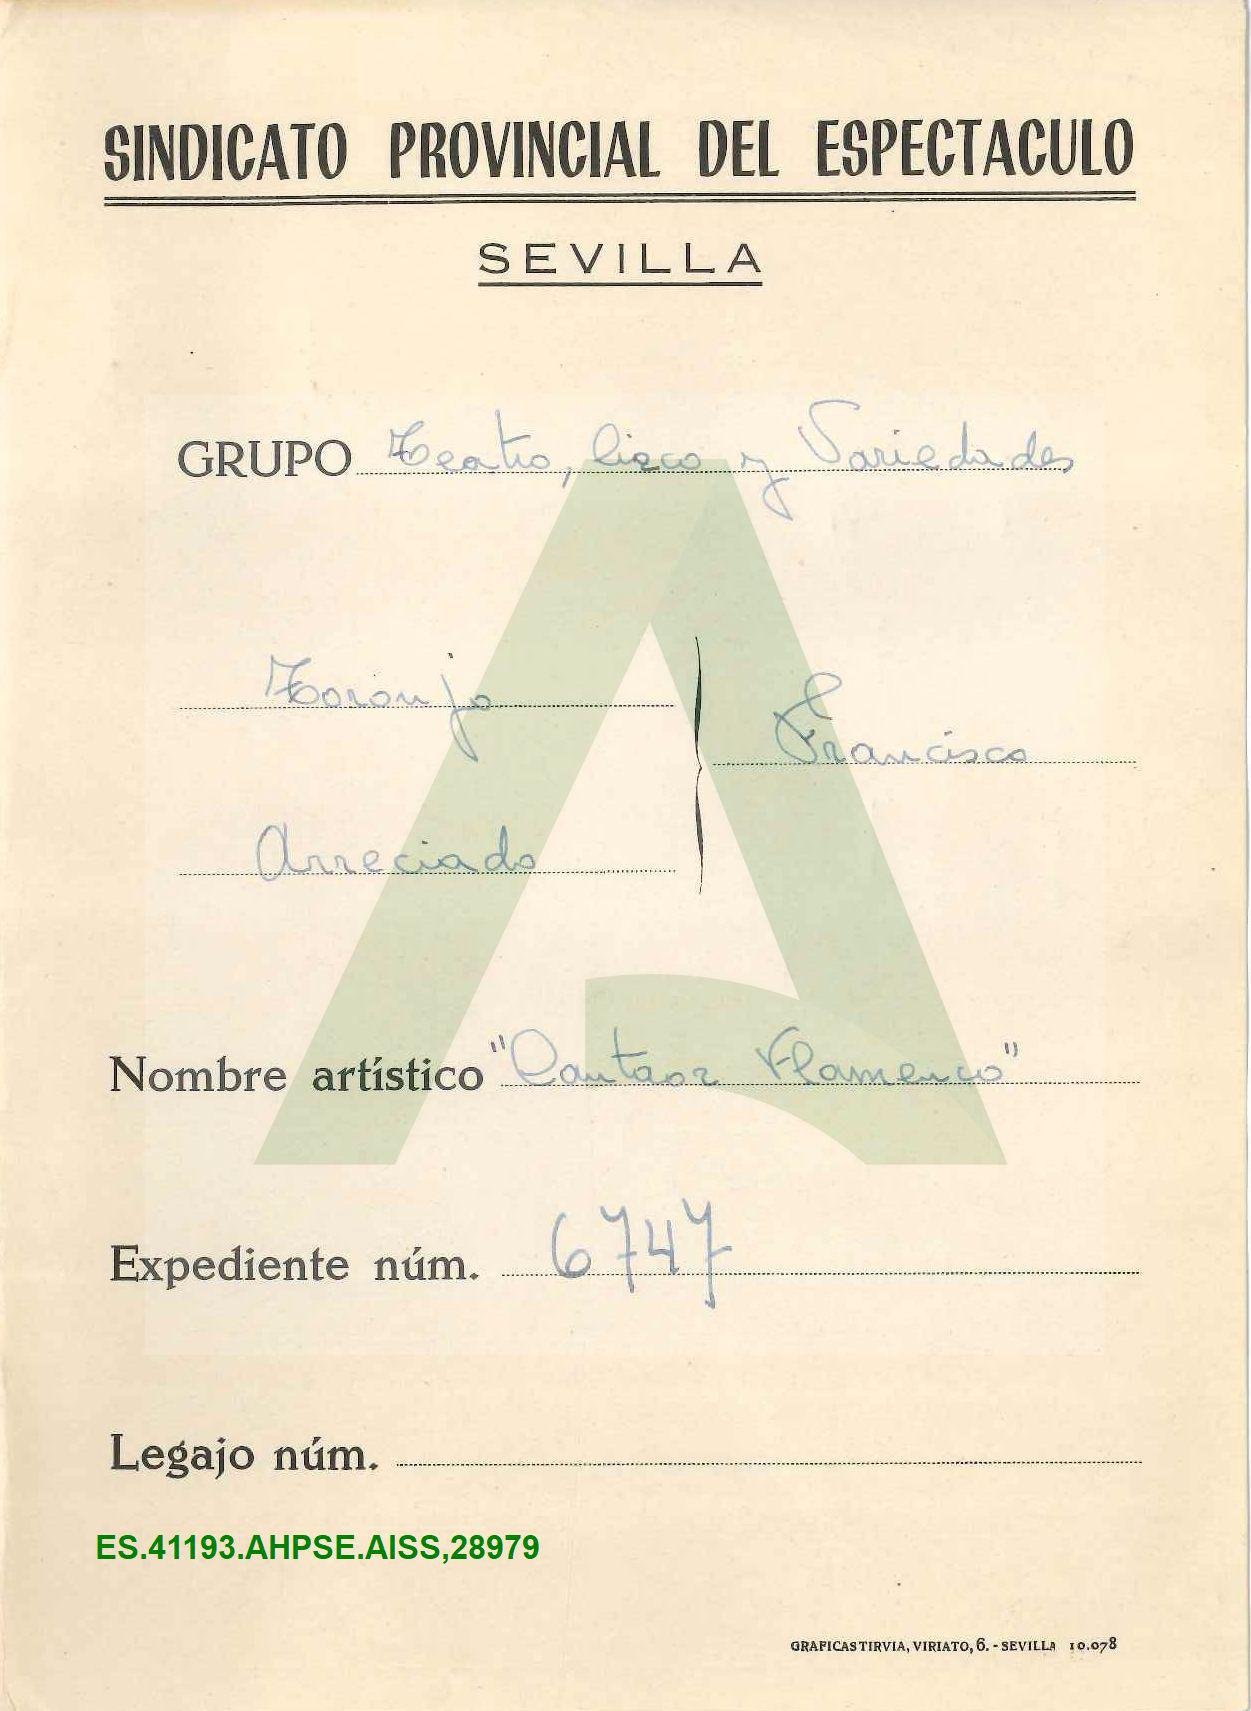 SINDICATO PROVINCIAL DEL ESPECTACULO
SEVILLA
GRUPO Teatro, Circo y Variedades
Toronjo
Francisco
Arreciado
Nombre artístico "Cantaor Flamenco"
Expediente núm. 6747
Legajo núm.
ES.41193.AHPSE.AISS,28979
GRAFICAS TIRVIA, VIRIATO, 6. - SEVILLA 10.078